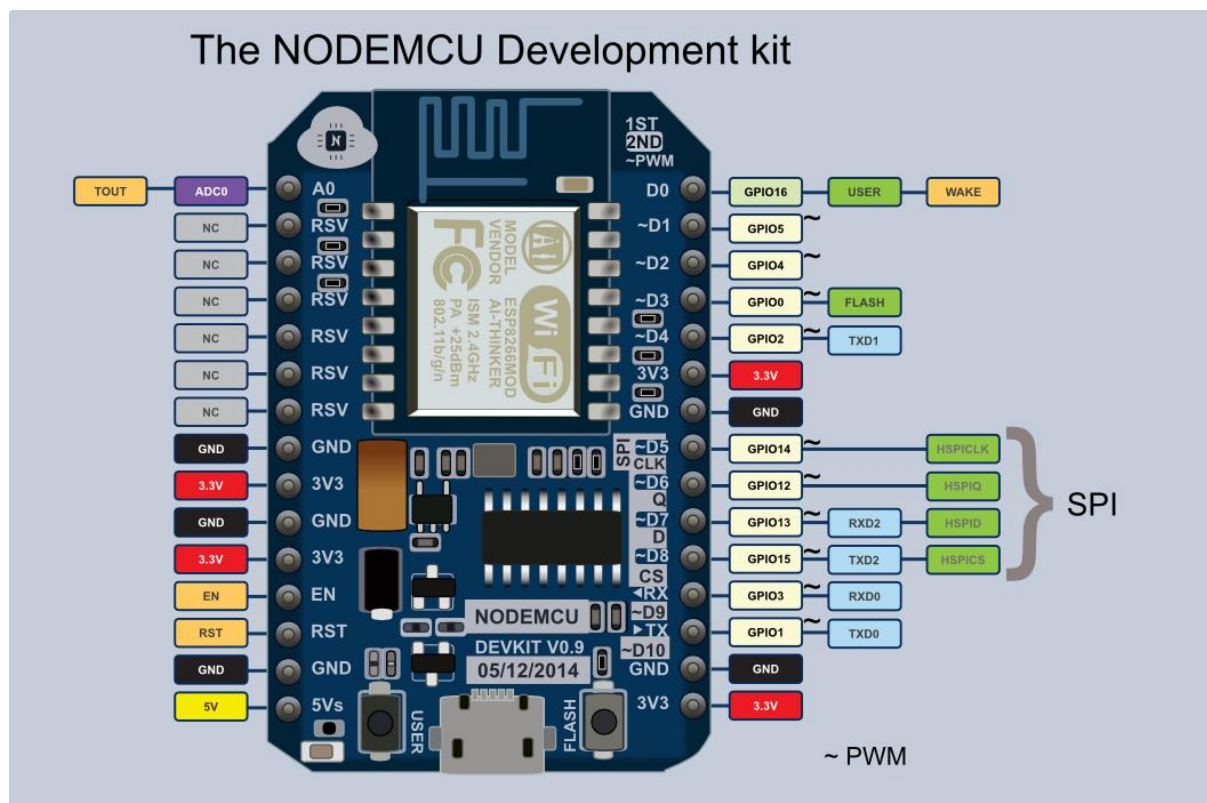 The NODEMCU Development kit
1ST
2ND
~PWM
TOUT ADC0 A0
NC RSV
NC RSV
NC RSV
NC RSV
NC RSV
NC RSV
GND GND
3.3V 3V3
GND GND
3.3V 3V3
EN EN
RST RST
GND GND
5V 5Vs
N
MODEL
VENDOR
ESP8266MOD
AI-THINKER
ISM 2.4GHz
PA +25dBm
802.11b/g/n
FC
AI
Wi Fi
D0 GPIO16 USER WAKE
~D1 GPIO5 ~
~D2 GPIO4 ~
~D3 GPIO0 ~ FLASH
~D4 GPIO2 ~ TXD1
3V3 3.3V
GND GND
SPI
~D5 GPIO14 ~ HSPICLK
CLK
~D6 GPIO12 ~ HSPIQ
Q
~D7 GPIO13 ~ RXD2 HSPID
D
~D8 GPIO15 ~ TXD2 HSPICS
CS
◄RX GPIO3 ~ RXD0
~D9
►TX GPIO1 ~ TXD0
~D10
GND GND
3V3 3.3V
SPI
NODEMCU
DEVKIT V0.9
05/12/2014
USER
FLASH
~ PWM